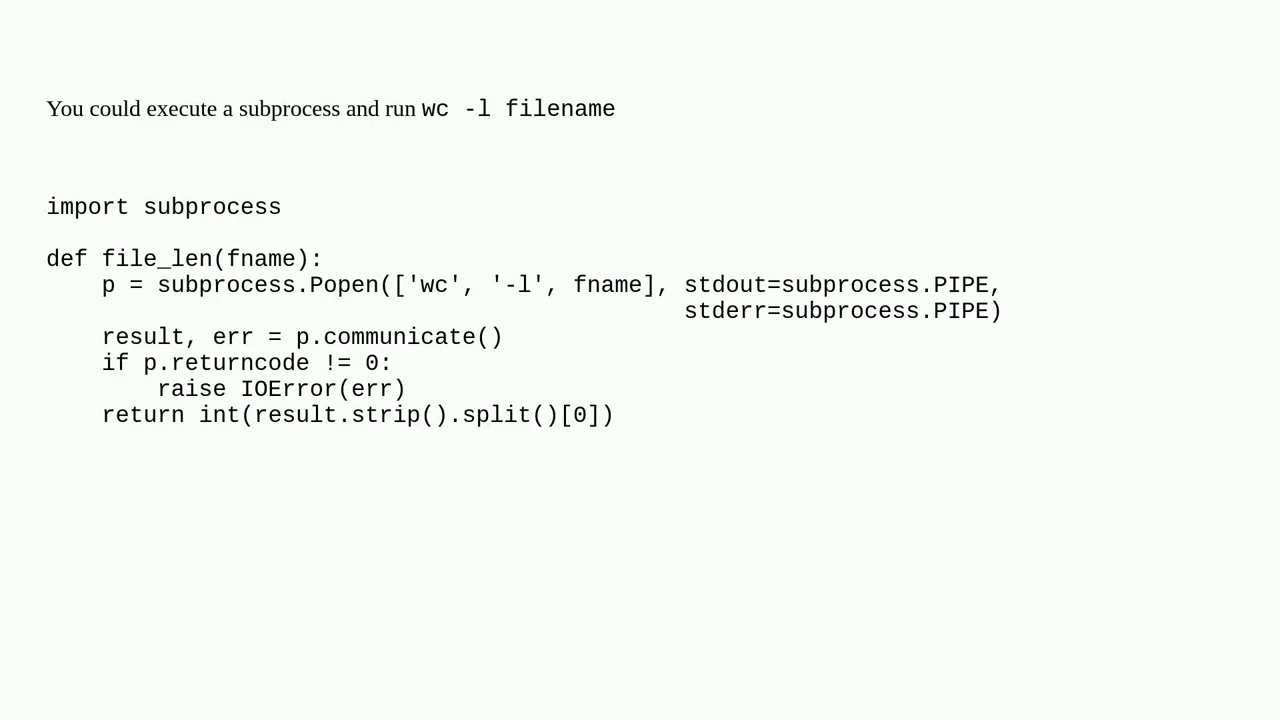 You could execute a subprocess and run wc -l filename
import subprocess
def file_len(fname):
    p = subprocess.Popen(['wc', '-l', fname], stdout=subprocess.PIPE,
                                              stderr=subprocess.PIPE)
    result, err = p.communicate()
    if p.returncode != 0:
        raise IOError(err)
    return int(result.strip().split()[0])